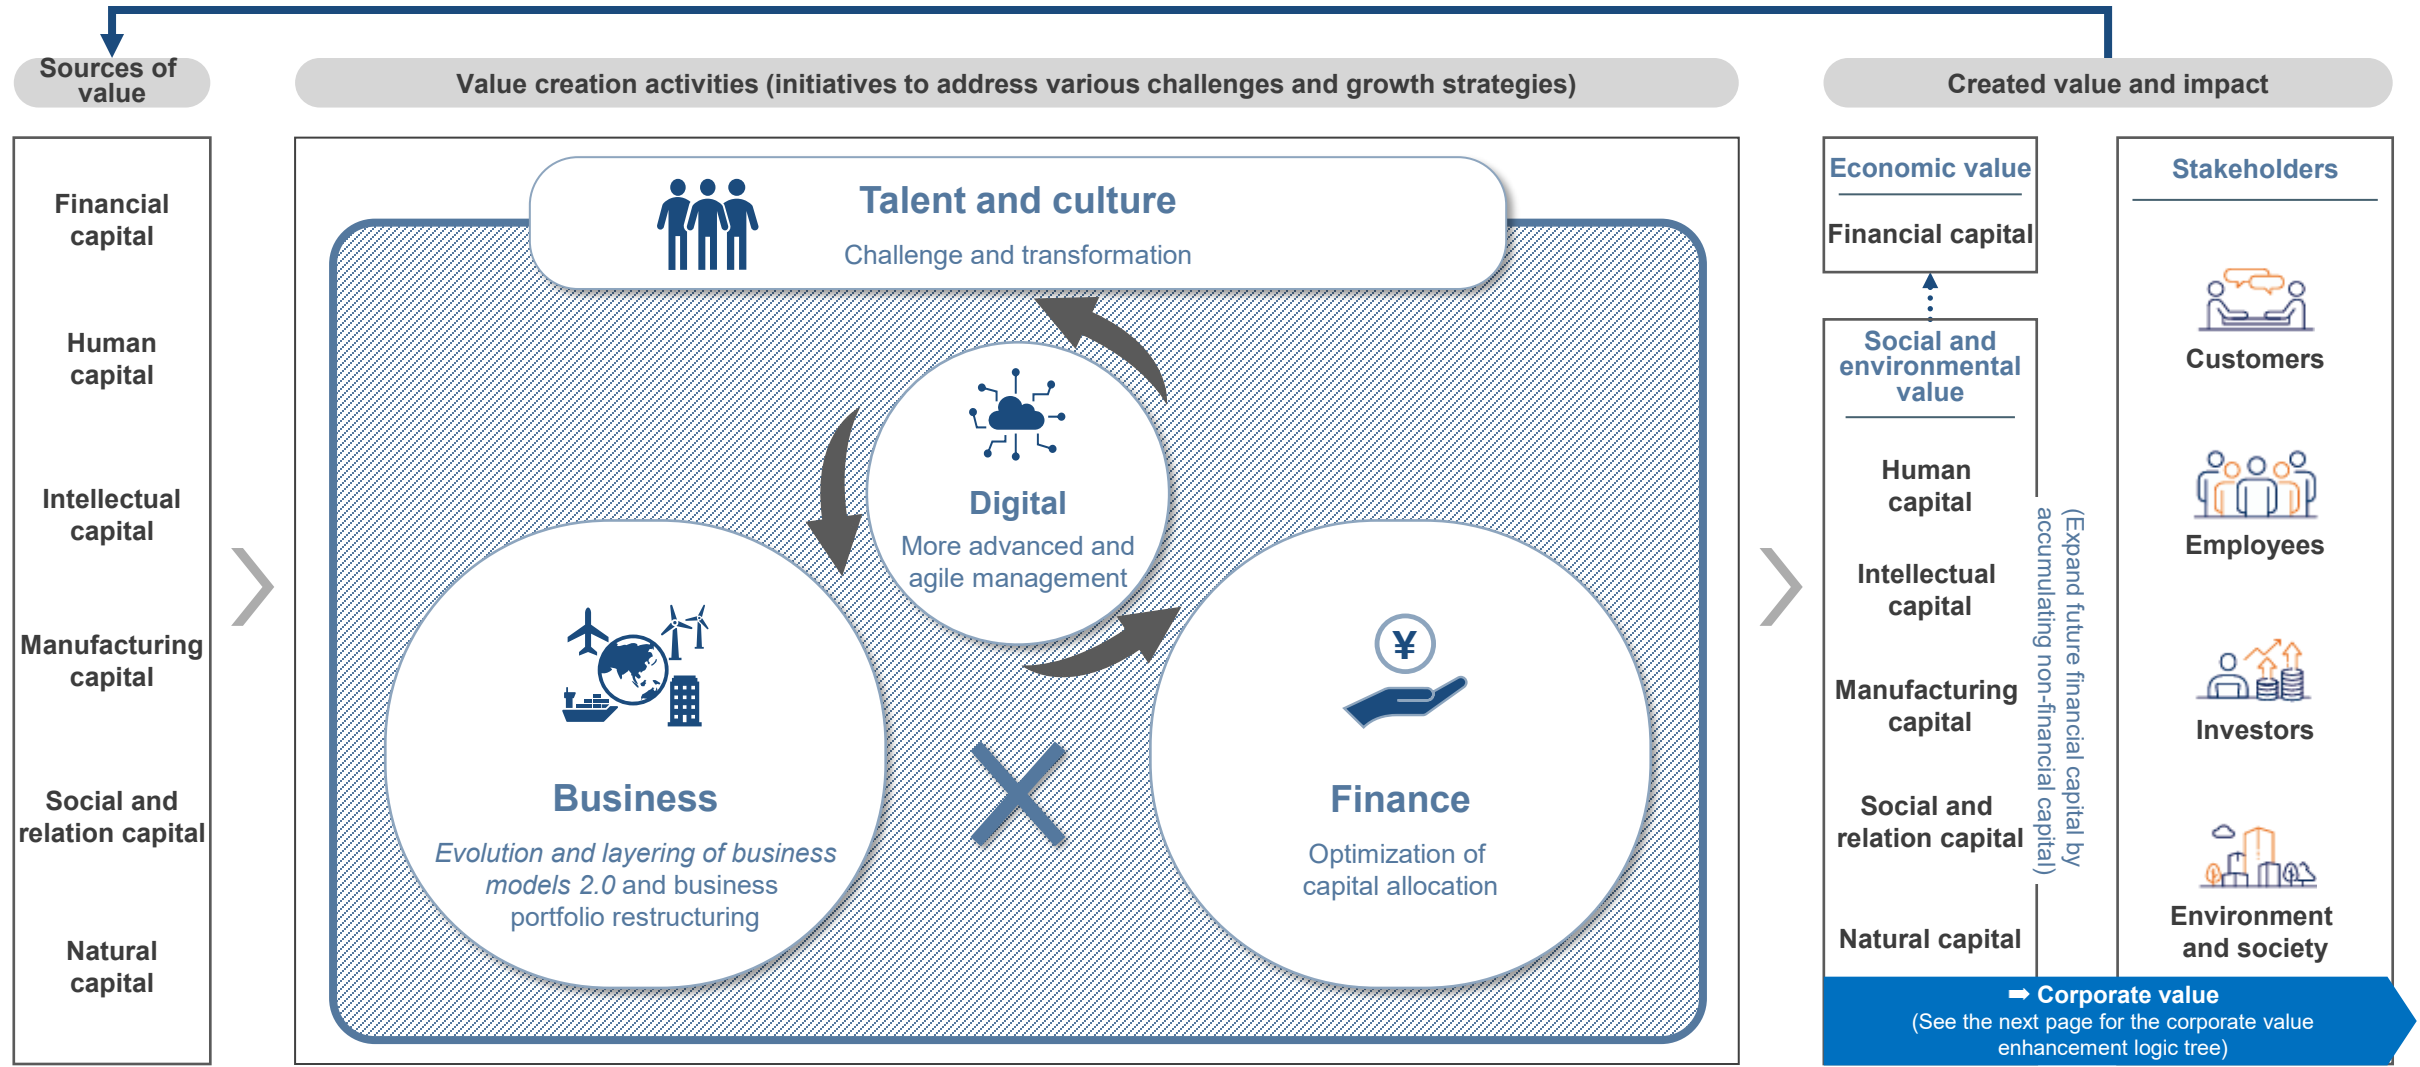 Sources of
value
Value creation activities (initiatives to address various challenges and growth strategies)
Created value and impact
Financial
capital
Human
capital
Intellectual
capital
Manufacturing
capital
Social and
relation capital
Natural
capital
Talent and culture
Challenge and transformation
Digital
More advanced and
agile management
Business
Evolution and layering of business
models 2.0 and business
portfolio restructuring
¥
Finance
Optimization of
capital allocation
Economic value
Financial capital
Social and
environmental
value
Human
capital
Intellectual
capital
Manufacturing
capital
Social and
relation capital
Natural capital
(Expand future financial capital by
accumulating non-financial capital)
Stakeholders
Customers
Employees
Investors
Environment
and society
➡ Corporate value
(See the next page for the corporate value
enhancement logic tree)